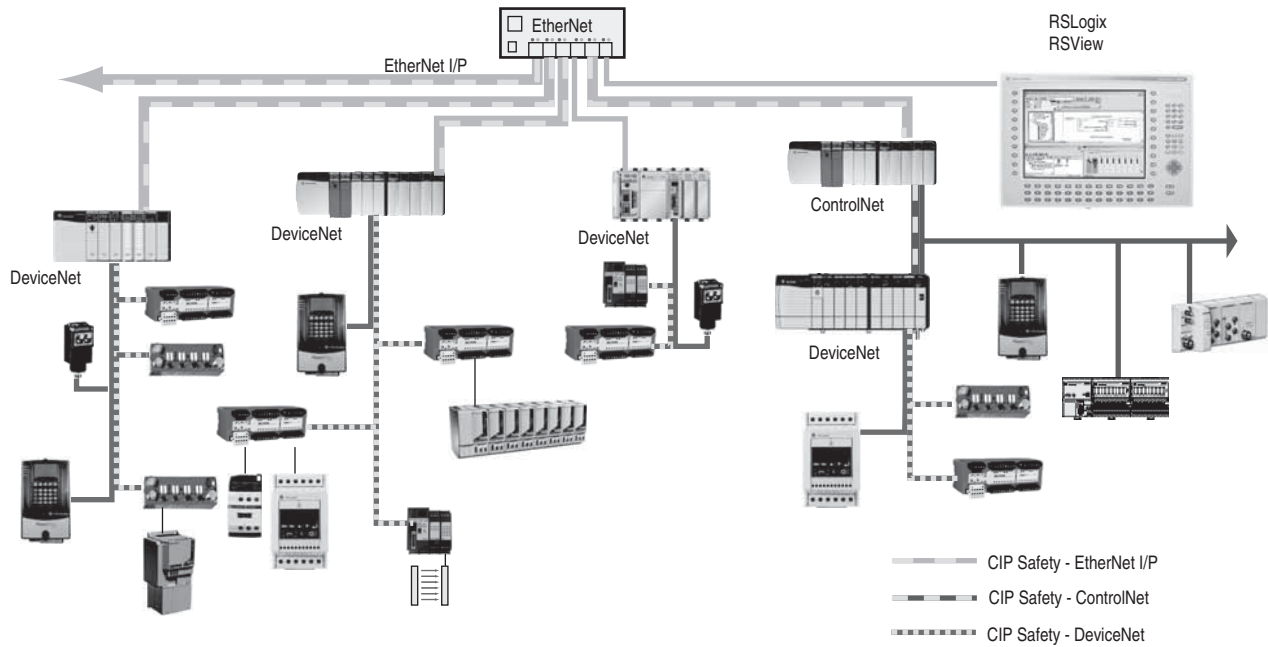 EtherNet
RSLogix
RSView
EtherNet I/P
ControlNet
DeviceNet
DeviceNet
DeviceNet
DeviceNet
CIP Safety - EtherNet I/P
CIP Safety - ControlNet
CIP Safety - DeviceNet